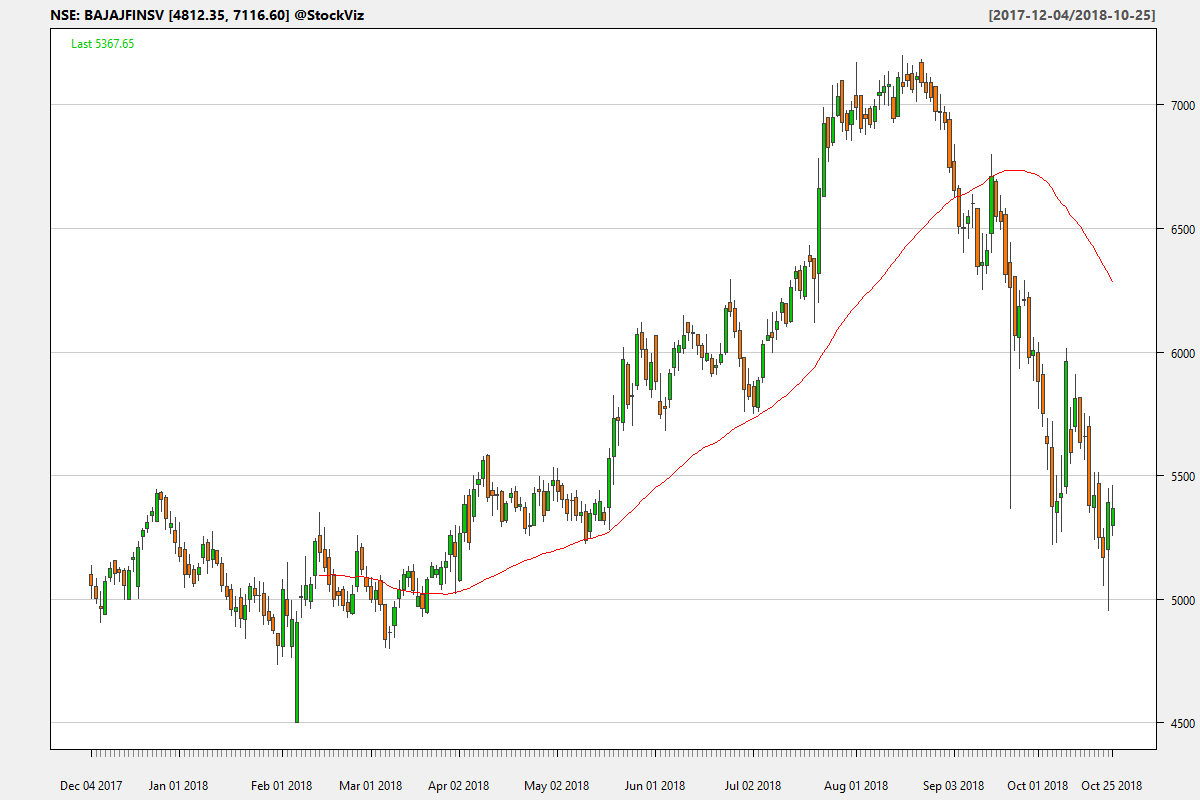 NSE: BAJAJFINSV [4812.35, 7116.60] @StockViz
[2017-12-04/2018-10-25]
Last 5367.65
7000
6500
6000
5500
5000
4500
Dec 04 2017 Jan 01 2018 Feb 01 2018 Mar 01 2018 Apr 02 2018 May 02 2018 Jun 01 2018 Jul 02 2018 Aug 01 2018 Sep 03 2018 Oct 01 2018 Oct 25 2018